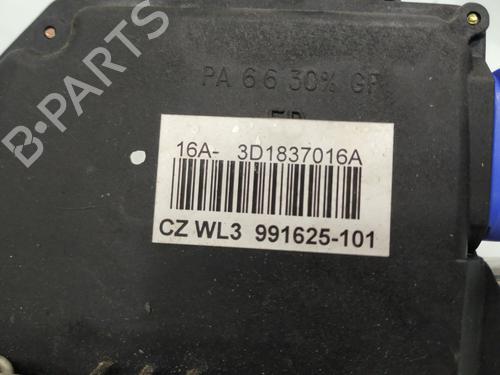 B-PARTS
PA 66 30% GF
16A- 3D1837016A
CZ WL3 991625-101